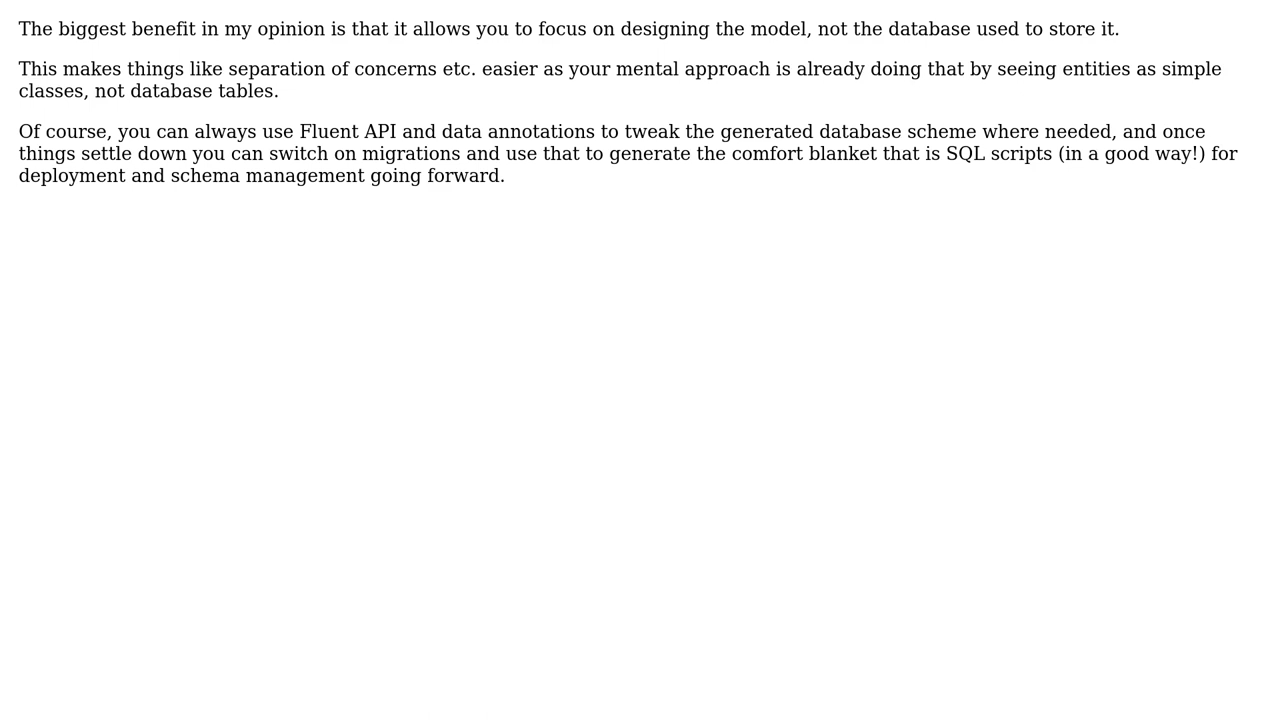 The biggest benefit in my opinion is that it allows you to focus on designing the model, not the database used to store it.
This makes things like separation of concerns etc. easier as your mental approach is already doing that by seeing entities as simple
classes, not database tables.
Of course, you can always use Fluent API and data annotations to tweak the generated database scheme where needed, and once
things settle down you can switch on migrations and use that to generate the comfort blanket that is SQL scripts (in a good way!) for
deployment and schema management going forward.